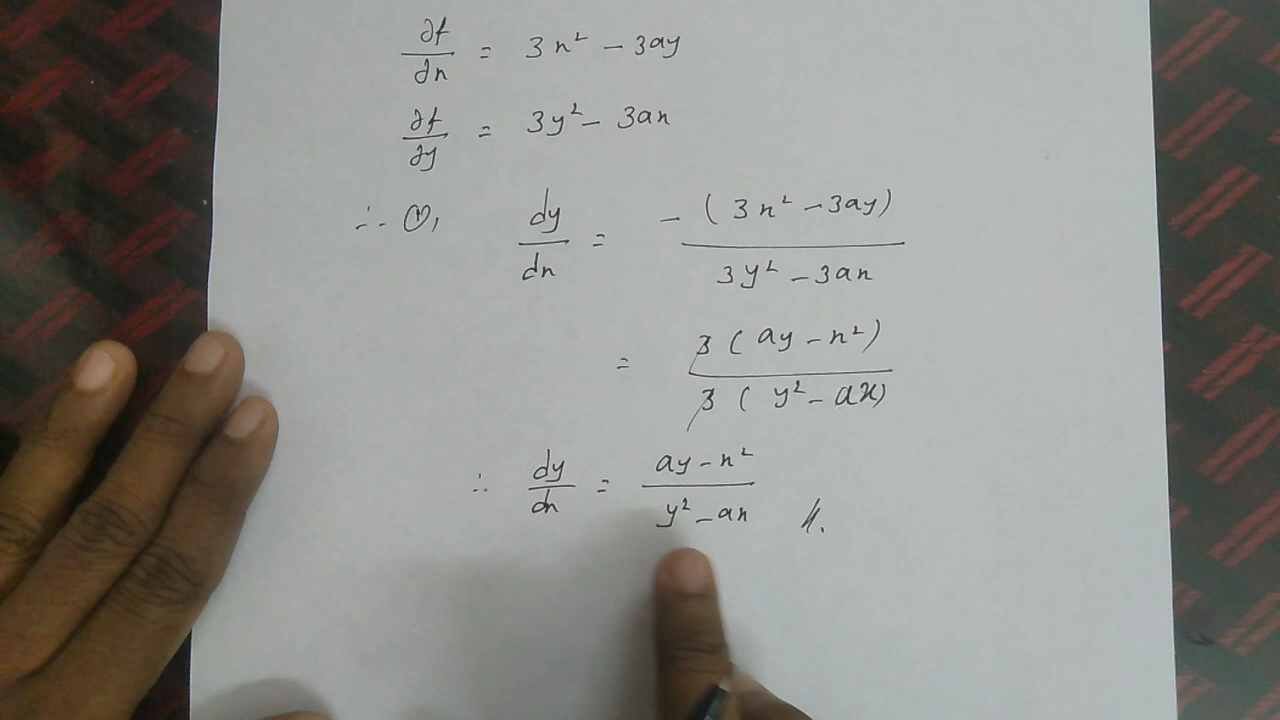 ∂f/∂x = 3x² - 3ay
∂f/∂y = 3y² - 3ax
∴ ①, dy/dx = -(3x² - 3ay) / 3y² - 3ax
= 3(ay - x²) / 3(y² - ax)
∴ dy/dx = ay - x² / y² - ax //.